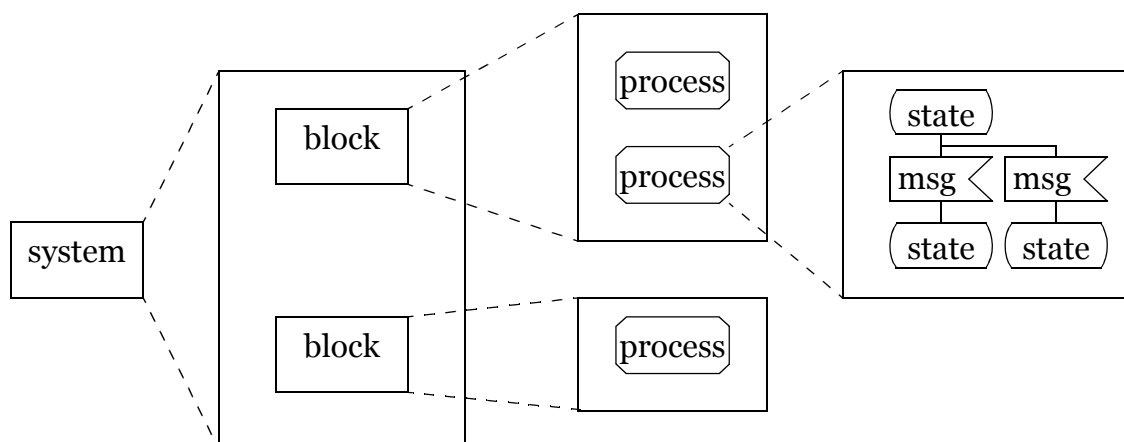 system
block
block
process
process
process
state
msg msg
state state